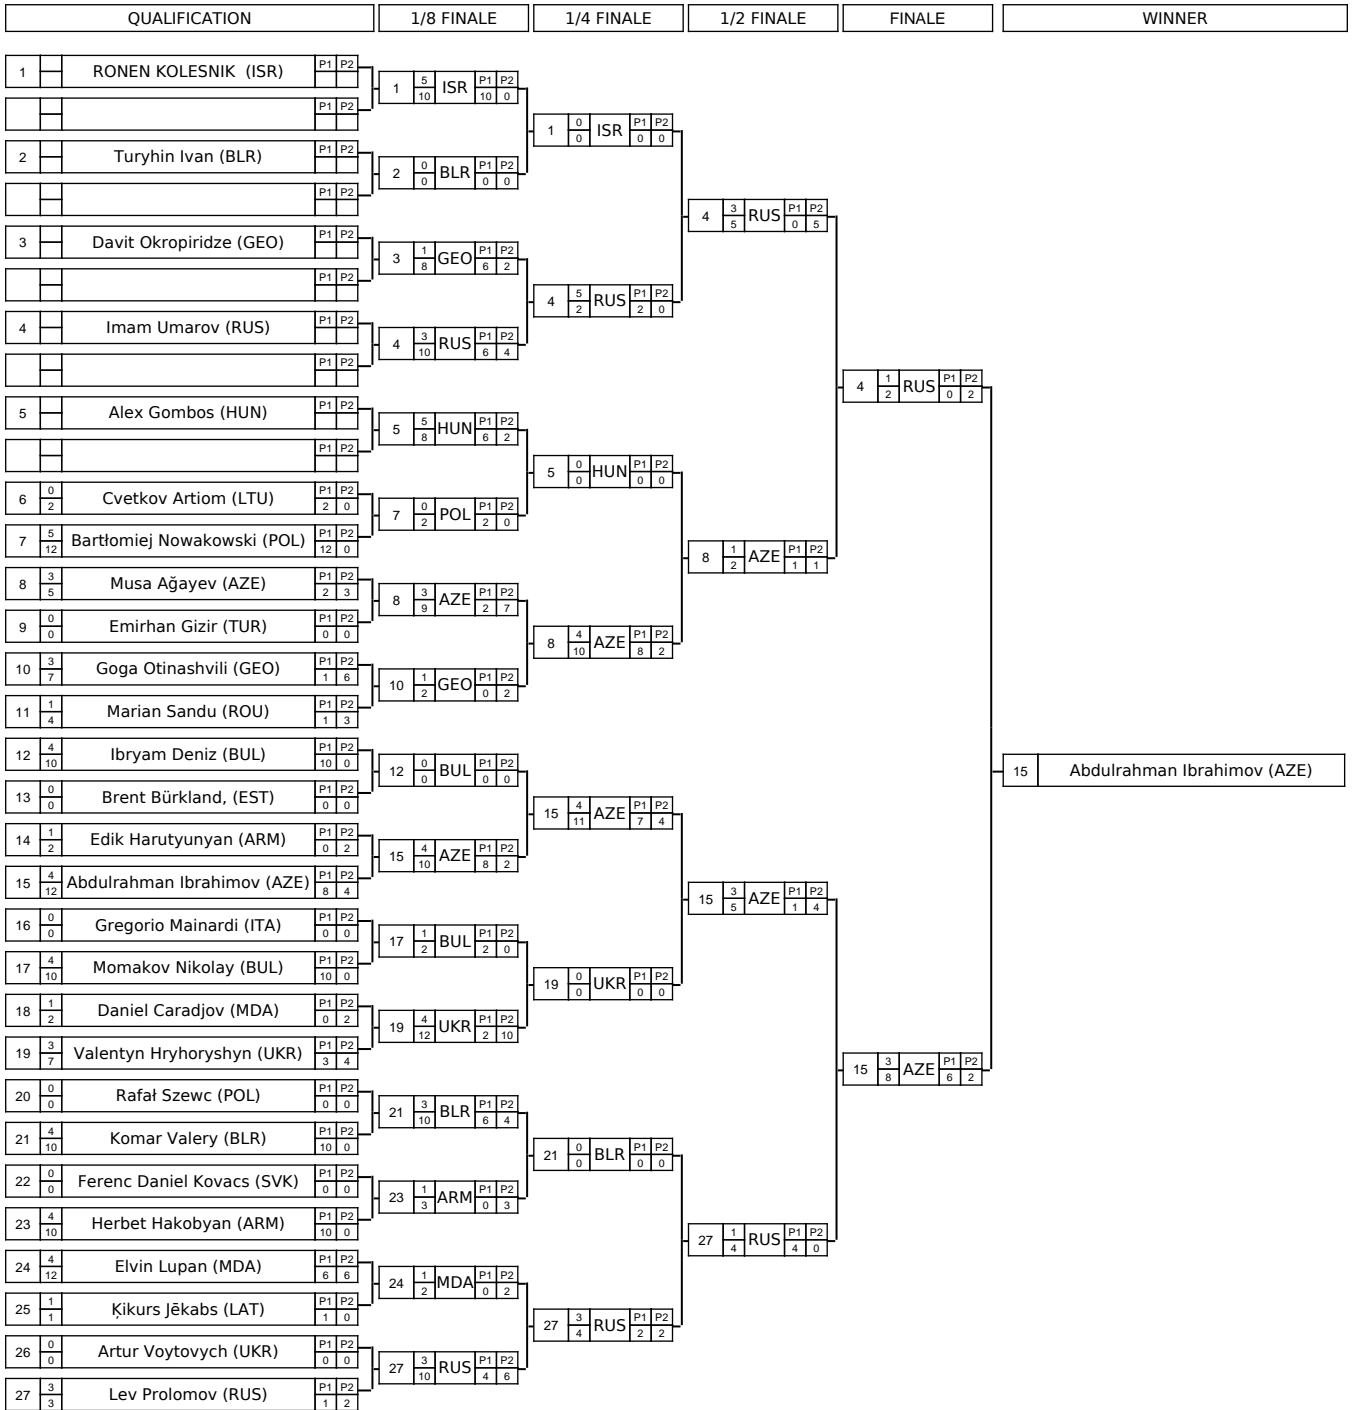 QUALIFICATION 1/8 FINALE 1/4 FINALE 1/2 FINALE FINALE WINNER
1 RONEN KOLESNIK (ISR) P1 P2
P1 P2
2 Turyhin Ivan (BLR) P1 P2
P1 P2
3 Davit Okropiridze (GEO) P1 P2
P1 P2
4 Imam Umarov (RUS) P1 P2
P1 P2
5 Alex Gombos (HUN) P1 P2
P1 P2
6 0 Cvetkov Artiom (LTU) P1 P2
2 2 0
7 5 Bartłomiej Nowakowski (POL) P1 P2
12 12 0
8 3 Musa Ağayev (AZE) P1 P2
5 2 3
9 0 Emirhan Gizir (TUR) P1 P2
0 0 0
10 3 Goga Otinashvili (GEO) P1 P2
7 1 6
11 1 Marian Sandu (ROU) P1 P2
4 1 3
12 4 Ibryam Deniz (BUL) P1 P2
10 10 0
13 0 Brent Bürkland, (EST) P1 P2
0 0 0
14 1 Edik Harutyunyan (ARM) P1 P2
2 0 2
15 4 Abdulrahman Ibrahimov (AZE) P1 P2
12 8 4
16 0 Gregorio Mainardi (ITA) P1 P2
0 0 0
17 4 Momakov Nikolay (BUL) P1 P2
10 10 0
18 1 Daniel Caradjov (MDA) P1 P2
2 0 2
19 3 Valentyn Hryhoryshyn (UKR) P1 P2
7 3 4
20 0 Rafał Szewc (POL) P1 P2
0 0 0
21 4 Komar Valery (BLR) P1 P2
10 10 0
22 0 Ferenc Daniel Kovacs (SVK) P1 P2
0 0 0
23 4 Herbet Hakobyan (ARM) P1 P2
10 10 0
24 4 Elvin Lupan (MDA) P1 P2
12 6 6
25 1 Ķikurs Jēkabs (LAT) P1 P2
1 1 0
26 0 Artur Voytovych (UKR) P1 P2
0 0 0
27 3 Lev Prolomov (RUS) P1 P2
3 1 2
1 5 ISR P1 P2
10 10 0
2 0 BLR P1 P2
0 0 0
3 1 GEO P1 P2
8 6 2
4 3 RUS P1 P2
10 6 4
5 5 HUN P1 P2
8 6 2
7 0 POL P1 P2
2 2 0
8 3 AZE P1 P2
9 2 7
10 1 GEO P1 P2
2 0 2
12 0 BUL P1 P2
0 0 0
15 4 AZE P1 P2
10 8 2
17 1 BUL P1 P2
2 2 0
19 4 UKR P1 P2
12 2 10
21 3 BLR P1 P2
10 6 4
23 1 ARM P1 P2
3 0 3
24 1 MDA P1 P2
2 0 2
27 3 RUS P1 P2
10 4 6
1 0 ISR P1 P2
0 0 0
4 5 RUS P1 P2
2 2 0
5 0 HUN P1 P2
0 0 0
8 4 AZE P1 P2
10 8 2
15 4 AZE P1 P2
11 7 4
19 0 UKR P1 P2
0 0 0
21 0 BLR P1 P2
0 0 0
27 3 RUS P1 P2
4 2 2
4 3 RUS P1 P2
5 0 5
8 1 AZE P1 P2
2 1 1
15 3 AZE P1 P2
5 1 4
27 1 RUS P1 P2
4 4 0
4 1 RUS P1 P2
2 0 2
15 3 AZE P1 P2
8 6 2
15 Abdulrahman Ibrahimov (AZE)